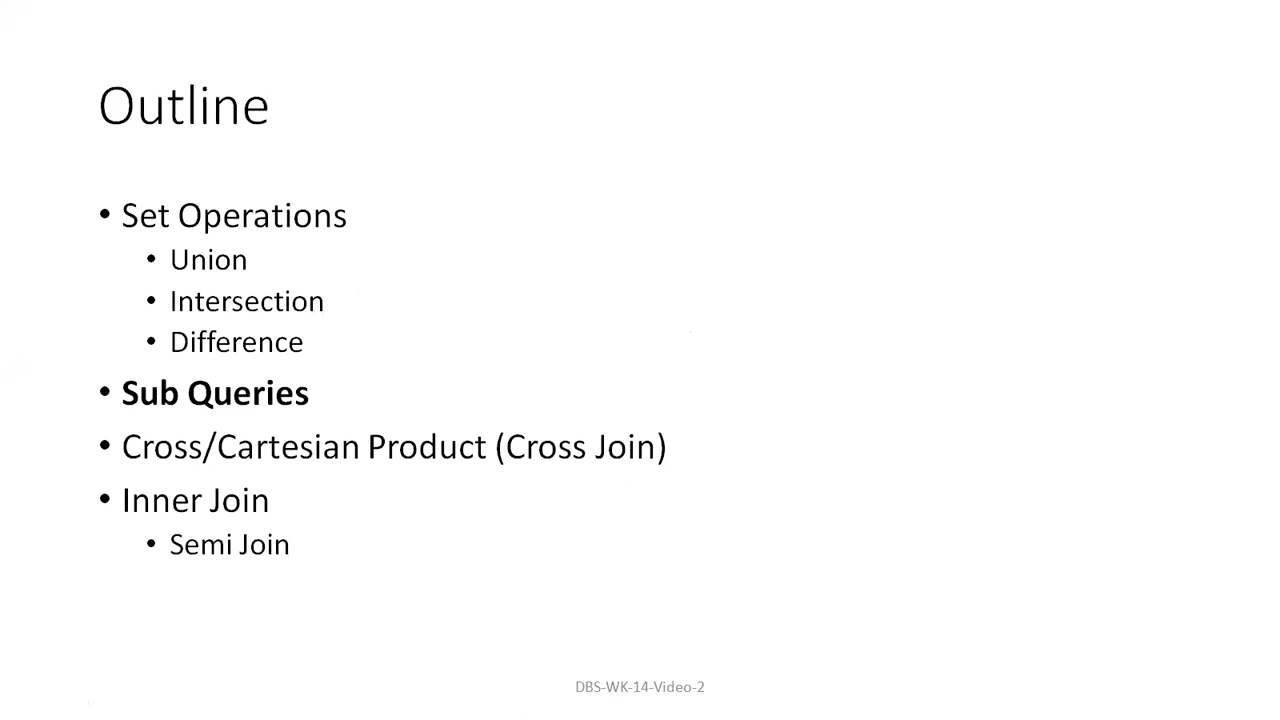 Outline
• Set Operations
• Union
• Intersection
• Difference
• Sub Queries
• Cross/Cartesian Product (Cross Join)
• Inner Join
• Semi Join
DBS-WK-14-Video-2